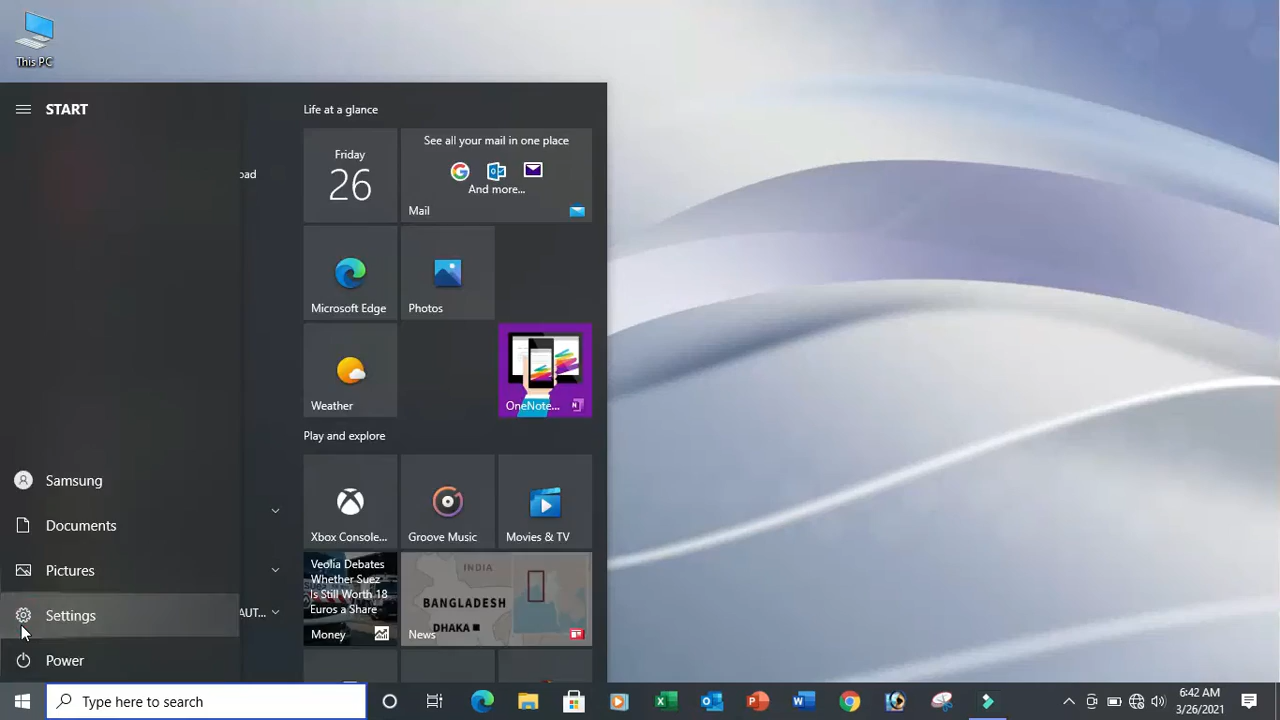 This PC
START
oad
Samsung
Documents
Pictures
Settings
AUT...
Power
Life at a glance
Friday
26
See all your mail in one place
And more...
Mail
Microsoft Edge
Photos
Weather
OneNote...
Play and explore
Xbox Console...
Groove Music
Movies & TV
Veolia Debates
Whether Suez
Is Still Worth 18
Euros a Share
Money
INDIA
BANGLADESH
DHAKA
News
Type here to search
6:42 AM
3/26/2021